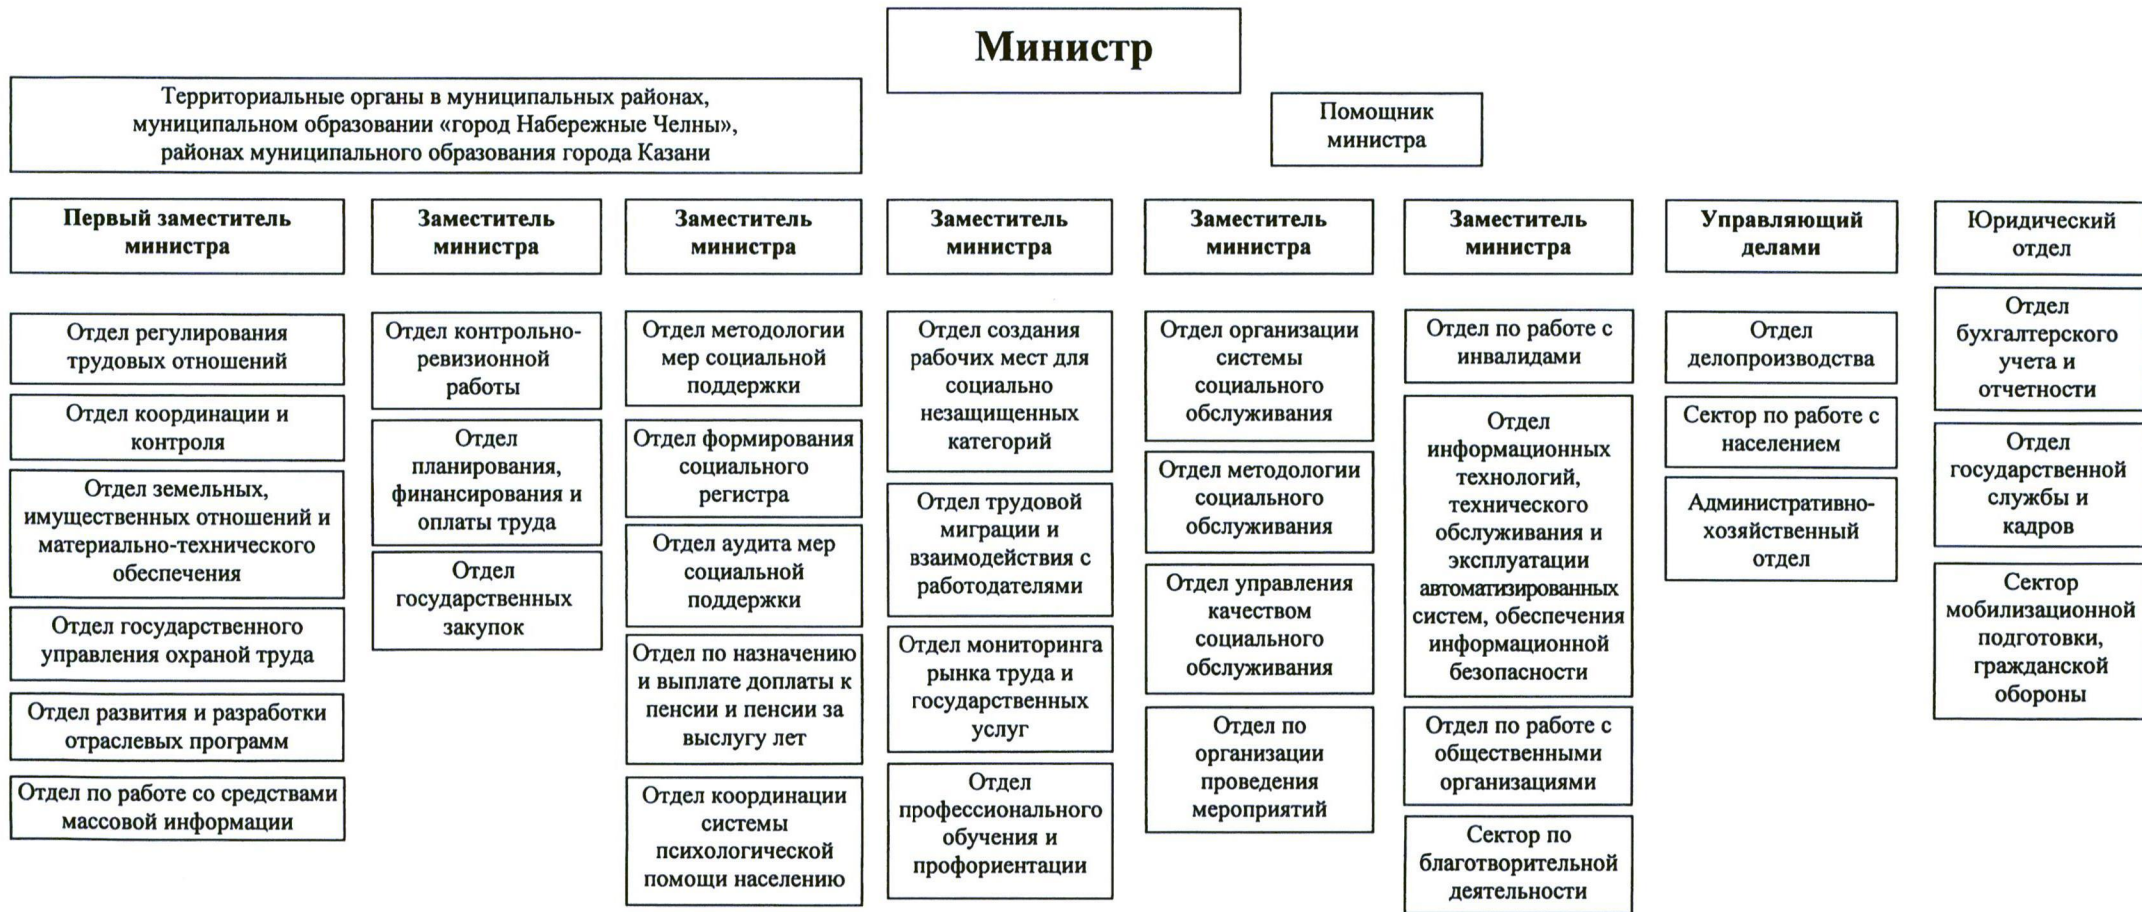 Министр
Территориальные органы в муниципальных районах,
муниципальном образовании «город Набережные Челны»,
районах муниципального образования города Казани
Помощник
министра
Первый заместитель
министра
Отдел регулирования
трудовых отношений
Отдел координации и
контроля
Отдел земельных,
имущественных отношений и
материально-технического
обеспечения
Отдел государственного
управления охраной труда
Отдел развития и разработки
отраслевых программ
Отдел по работе со средствами
массовой информации
Заместитель
министра
Отдел контрольно-
ревизионной
работы
Отдел
планирования,
финансирования и
оплаты труда
Отдел
государственных
закупок
Заместитель
министра
Отдел методологии
мер социальной
поддержки
Отдел формирования
социального
регистра
Отдел аудита мер
социальной
поддержки
Отдел по назначению
и выплате доплаты к
пенсии и пенсии за
выслугу лет
Отдел координации
системы
психологической
помощи населению
Заместитель
министра
Отдел создания
рабочих мест для
социально
незащищенных
категорий
Отдел трудовой
миграции и
взаимодействия с
работодателями
Отдел мониторинга
рынка труда и
государственных
услуг
Отдел
профессионального
обучения и
профориентации
Заместитель
министра
Отдел организации
системы
социального
обслуживания
Отдел методологии
социального
обслуживания
Отдел управления
качеством
социального
обслуживания
Отдел по
организации
проведения
мероприятий
Заместитель
министра
Отдел по работе с
инвалидами
Отдел
информационных
технологий,
технического
обслуживания и
эксплуатации
автоматизированных
систем, обеспечения
информационной
безопасности
Отдел по работе с
общественными
организациями
Сектор по
благотворительной
деятельности
Управляющий
делами
Отдел
делопроизводства
Сектор по работе с
населением
Административно-
хозяйственный
отдел
Юридический
отдел
Отдел
бухгалтерского
учета и
отчетности
Отдел
государственной
службы и
кадров
Сектор
мобилизационной
подготовки,
гражданской
обороны